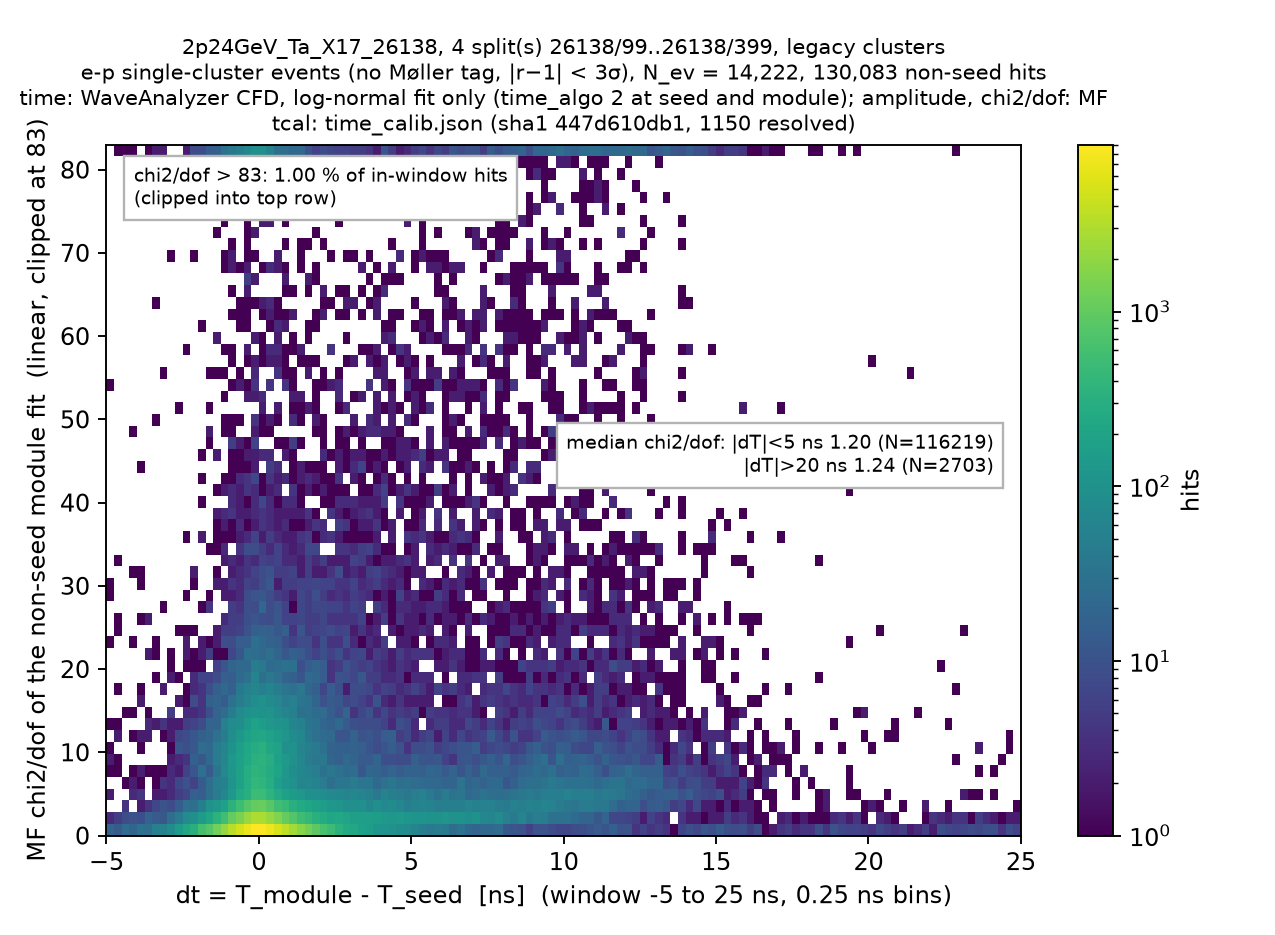 2p24GeV_Ta_X17_26138, 4 split(s) 26138/99..26138/399, legacy clusters
e-p single-cluster events (no Møller tag, |r−1| < 3σ), N_ev = 14,222, 130,083 non-seed hits
time: WaveAnalyzer CFD, log-normal fit only (time_algo 2 at seed and module); amplitude, chi2/dof: MF
tcal: time_calib.json (sha1 447d610db1, 1150 resolved)
MF chi2/dof of the non-seed module fit  (linear, clipped at 83)
80
70
60
50
40
30
20
10
0
chi2/dof > 83: 1.00 % of in-window hits
(clipped into top row)
median chi2/dof: |dT|<5 ns 1.20 (N=116219)
|dT|>20 ns 1.24 (N=2703)
−5
0
5
10
15
20
25
dt = T_module - T_seed  [ns]  (window -5 to 25 ns, 0.25 ns bins)
10³
10²
10¹
10⁰
hits